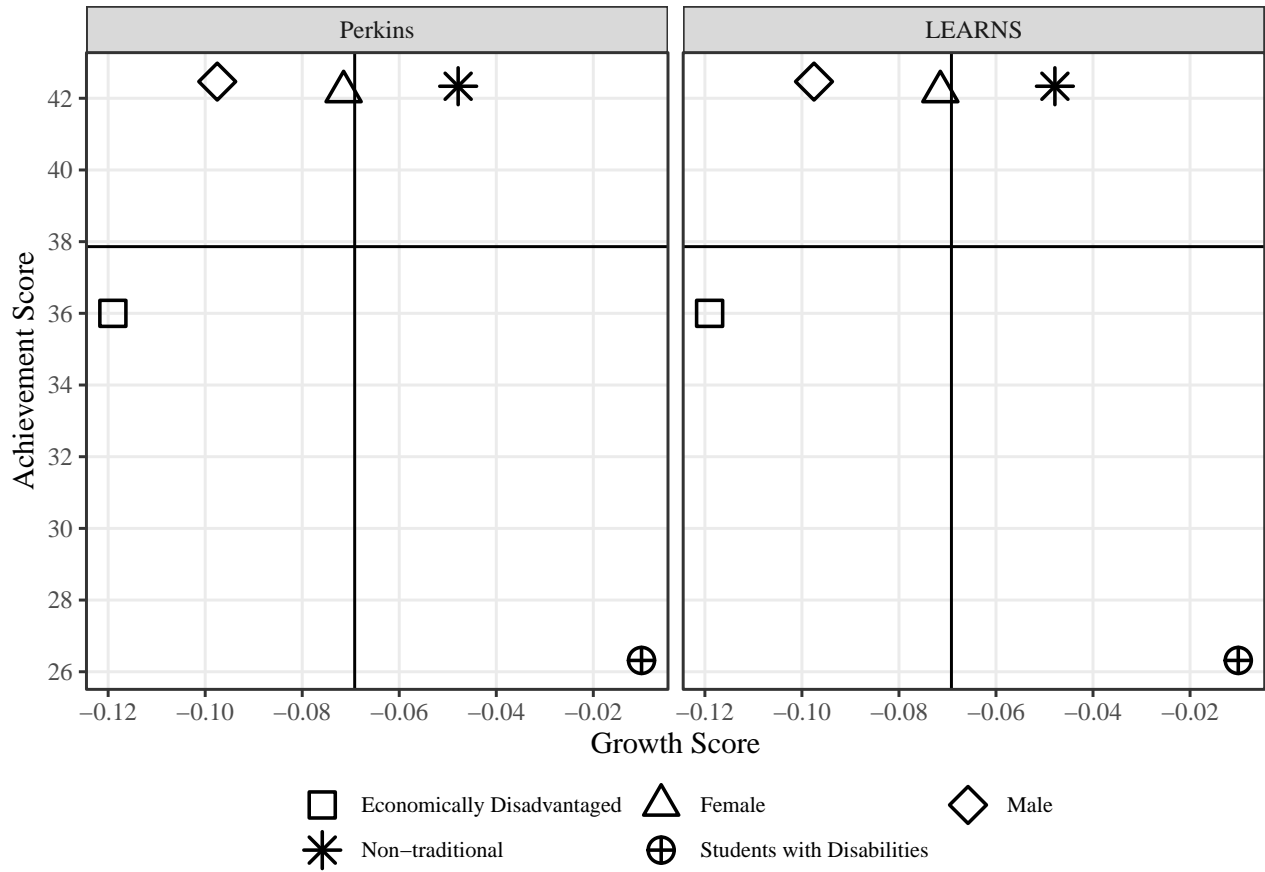 Perkins LEARNS
Achievement Score
42
40
38
36
34
32
30
28
26
−0.12 −0.10 −0.08 −0.06 −0.04 −0.02 −0.12 −0.10 −0.08 −0.06 −0.04 −0.02
Growth Score
Economically Disadvantaged Female Male
Non−traditional Students with Disabilities